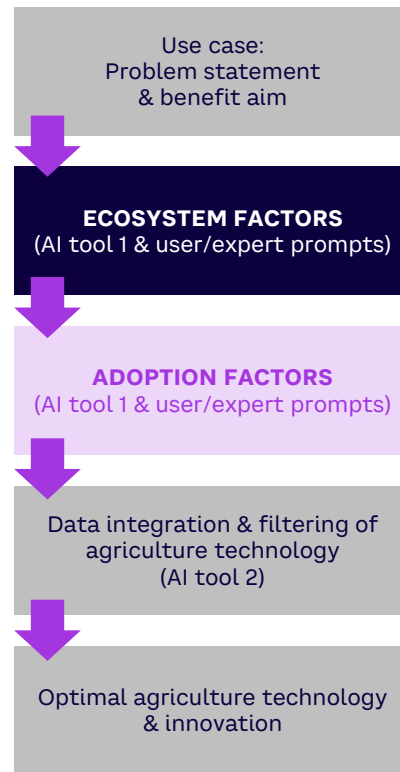 Use case:
Problem statement
& benefit aim
ECOSYSTEM FACTORS
(AI tool 1 & user/expert prompts)
ADOPTION FACTORS
(AI tool 1 & user/expert prompts)
Data integration & filtering of
agriculture technology
(AI tool 2)
Optimal agriculture technology
& innovation